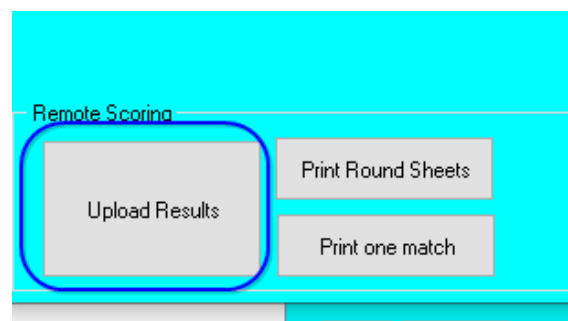 Remote Scoring
Upload Results
Print Round Sheets
Print one match